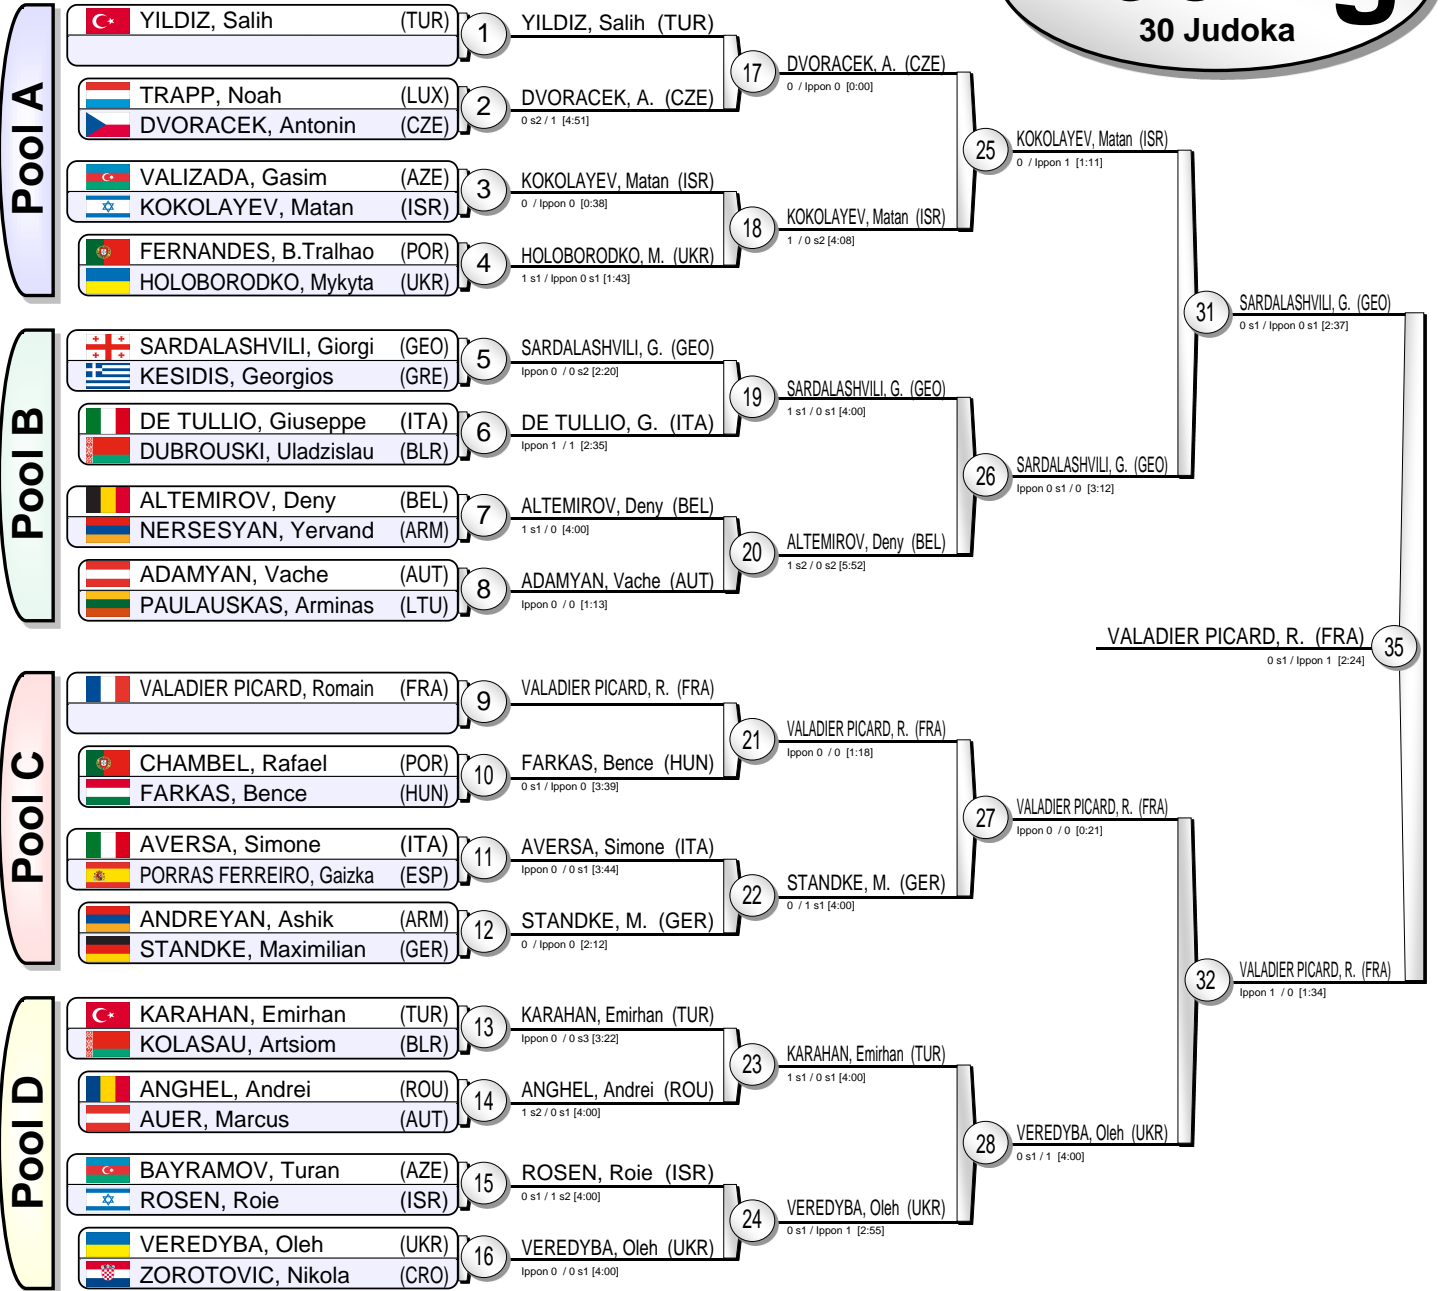 30 Judoka
Pool A
YILDIZ, Salih (TUR)
TRAPP, Noah (LUX)
DVORACEK, Antonin (CZE)
VALIZADA, Gasim (AZE)
KOKOLAYEV, Matan (ISR)
FERNANDES, B.Tralhao (POR)
HOLOBORODKO, Mykyta (UKR)
1 YILDIZ, Salih (TUR)
2 DVORACEK, A. (CZE)
0 s2 / 1 [4:51]
3 KOKOLAYEV, Matan (ISR)
0 / Ippon 0 [0:38]
4 HOLOBORODKO, M. (UKR)
1 s1 / Ippon 0 s1 [1:43]
17 DVORACEK, A. (CZE)
0 / Ippon 0 [0:00]
18 KOKOLAYEV, Matan (ISR)
1 / 0 s2 [4:08]
25 KOKOLAYEV, Matan (ISR)
0 / Ippon 1 [1:11]
Pool B
SARDALASHVILI, Giorgi (GEO)
KESIDIS, Georgios (GRE)
DE TULLIO, Giuseppe (ITA)
DUBROUSKI, Uladzislau (BLR)
ALTEMIROV, Deny (BEL)
NERSESYAN, Yervand (ARM)
ADAMYAN, Vache (AUT)
PAULAUSKAS, Arminas (LTU)
5 SARDALASHVILI, G. (GEO)
Ippon 0 / 0 s2 [2:20]
6 DE TULLIO, G. (ITA)
Ippon 1 / 1 [2:35]
7 ALTEMIROV, Deny (BEL)
1 s1 / 0 [4:00]
8 ADAMYAN, Vache (AUT)
Ippon 0 / 0 [1:13]
19 SARDALASHVILI, G. (GEO)
1 s1 / 0 s1 [4:00]
20 ALTEMIROV, Deny (BEL)
1 s2 / 0 s2 [5:52]
26 SARDALASHVILI, G. (GEO)
Ippon 0 s1 / 0 [3:12]
31 SARDALASHVILI, G. (GEO)
0 s1 / Ippon 0 s1 [2:37]
VALADIER PICARD, R. (FRA) 35
0 s1 / Ippon 1 [2:24]
Pool C
VALADIER PICARD, Romain (FRA)
CHAMBEL, Rafael (POR)
FARKAS, Bence (HUN)
AVERSA, Simone (ITA)
PORRAS FERREIRO, Gaizka (ESP)
ANDREYAN, Ashik (ARM)
STANDKE, Maximilian (GER)
9 VALADIER PICARD, R. (FRA)
10 FARKAS, Bence (HUN)
0 s1 / Ippon 0 [3:39]
11 AVERSA, Simone (ITA)
Ippon 0 / 0 s1 [3:44]
12 STANDKE, M. (GER)
0 / Ippon 0 [2:12]
21 VALADIER PICARD, R. (FRA)
Ippon 0 / 0 [1:18]
22 STANDKE, M. (GER)
0 / 1 s1 [4:00]
27 VALADIER PICARD, R. (FRA)
Ippon 0 / 0 [0:21]
Pool D
KARAHAN, Emirhan (TUR)
KOLASAU, Artsiom (BLR)
ANGHEL, Andrei (ROU)
AUER, Marcus (AUT)
BAYRAMOV, Turan (AZE)
ROSEN, Roie (ISR)
VEREDYBA, Oleh (UKR)
ZOROTOVIC, Nikola (CRO)
13 KARAHAN, Emirhan (TUR)
Ippon 0 / 0 s3 [3:22]
14 ANGHEL, Andrei (ROU)
1 s2 / 0 s1 [4:00]
15 ROSEN, Roie (ISR)
0 s1 / 1 s2 [4:00]
16 VEREDYBA, Oleh (UKR)
Ippon 0 / 0 s1 [4:00]
23 KARAHAN, Emirhan (TUR)
1 s1 / 0 s1 [4:00]
24 VEREDYBA, Oleh (UKR)
0 s1 / Ippon 1 [2:55]
28 VEREDYBA, Oleh (UKR)
0 s1 / 1 [4:00]
32 VALADIER PICARD, R. (FRA)
Ippon 1 / 0 [1:34]